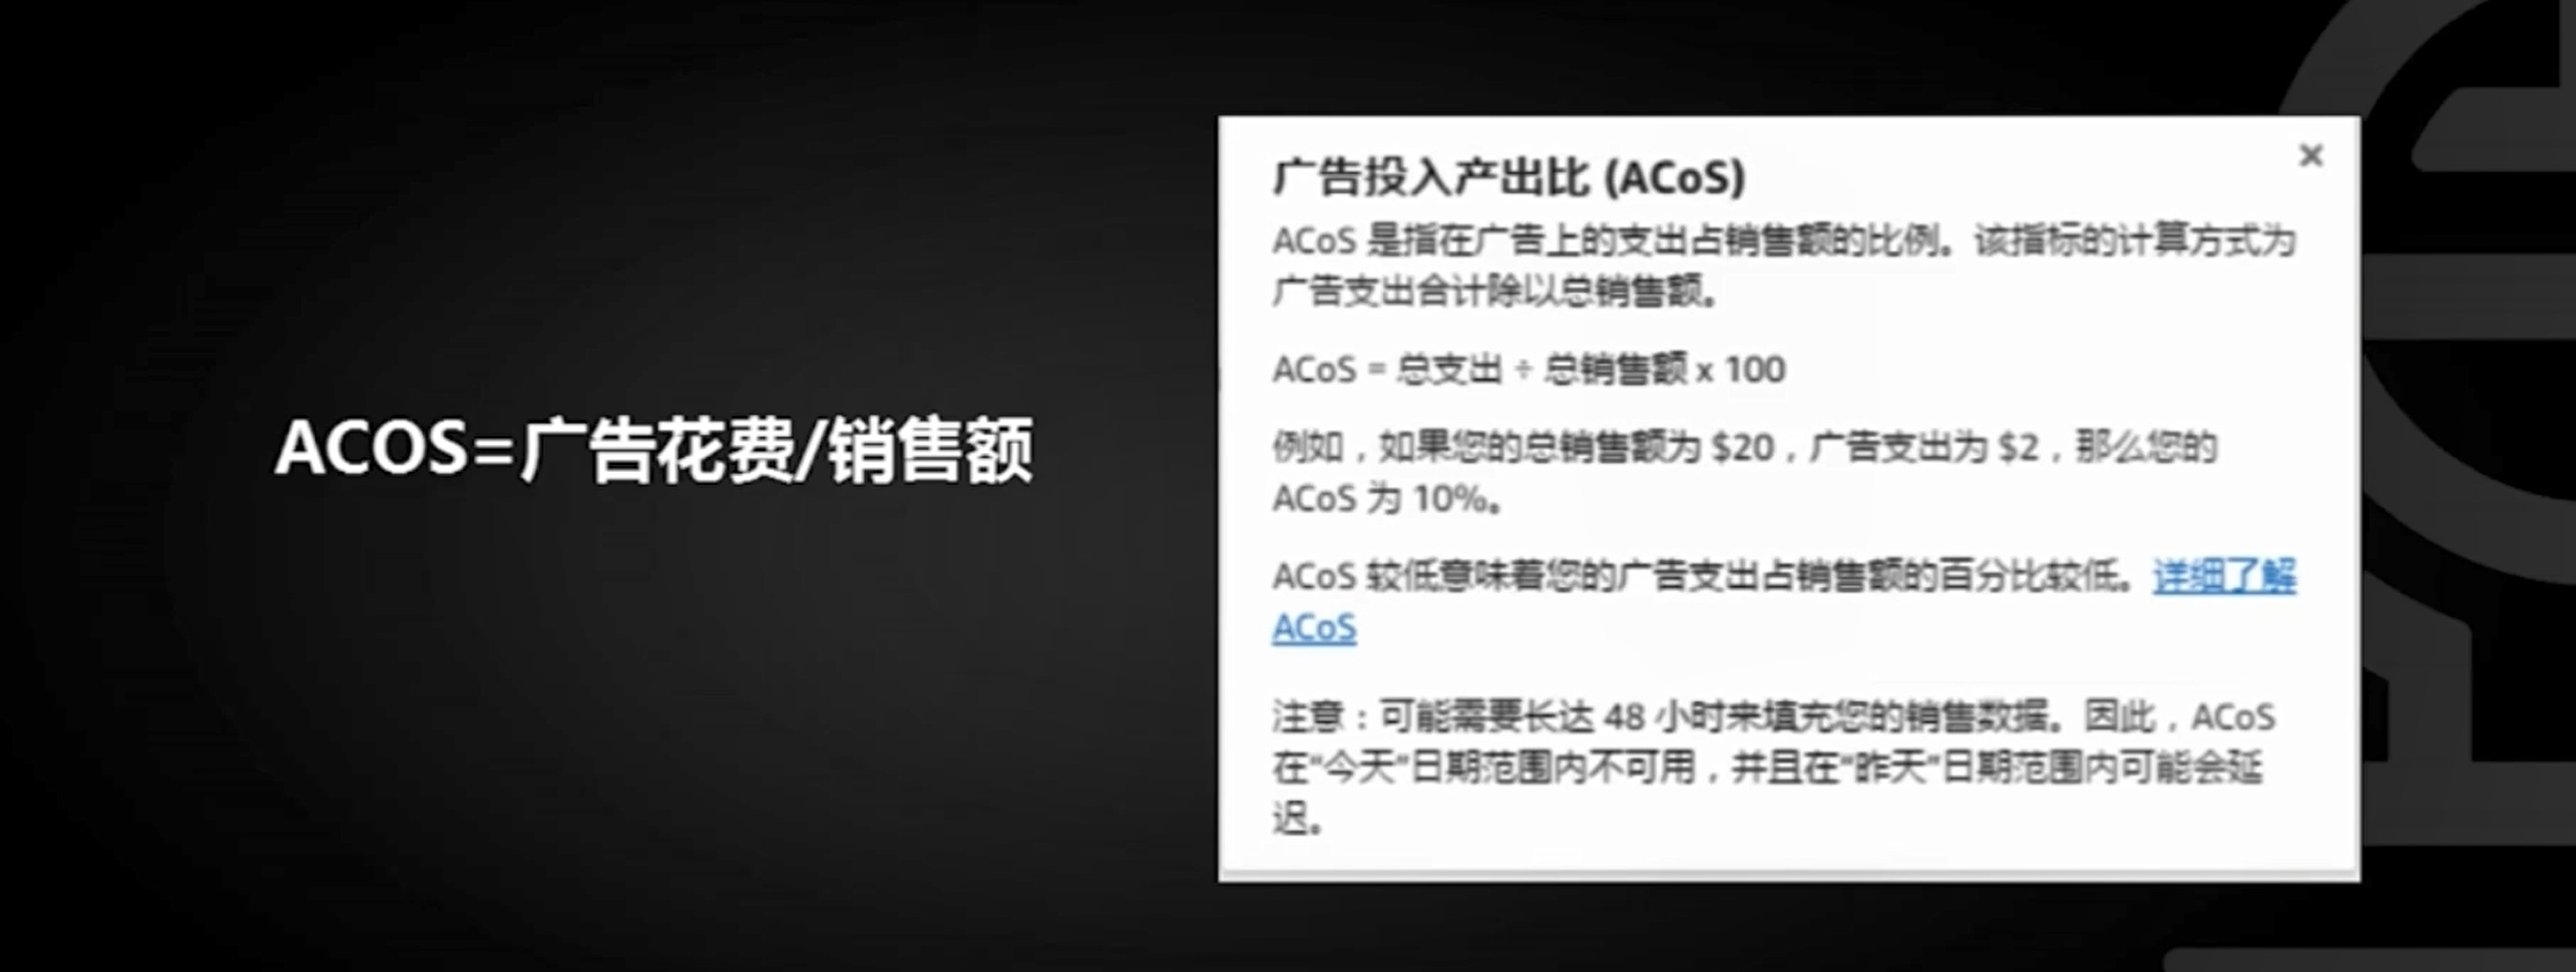 ACOS=广告花费/销售额
广告投入产出比 (ACoS)
ACoS 是指在广告上的支出占销售额的比例。该指标的计算方式为
广告支出合计除以总销售额。
ACoS = 总支出 ÷ 总销售额 x 100
例如，如果您的总销售额为 $20，广告支出为 $2，那么您的
ACoS 为 10%。
ACoS 较低意味着您的广告支出占销售额的百分比较低。详细了解
ACoS
注意：可能需要长达 48 小时来填充您的销售数据。因此，ACoS
在“今天”日期范围内不可用，并且在“昨天”日期范围内可能会延
迟。